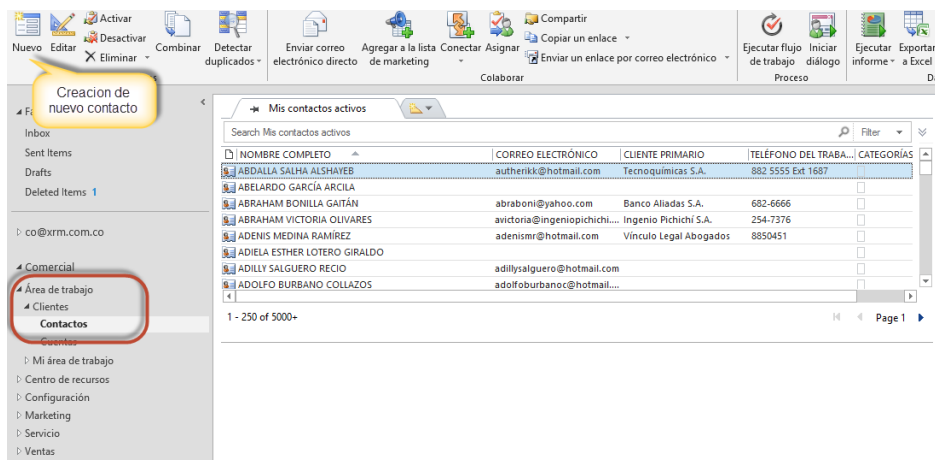 Nuevo
Editar
Activar
Desactivar
Eliminar
Combinar
Detectar
duplicados
Enviar correo
electrónico directo
Agregar a la lista
de marketing
Conectar
Asignar
Compartir
Copiar un enlace
Enviar un enlace por correo electrónico
Colaborar
Ejecutar flujo
de trabajo
Iniciar
diálogo
Proceso
Ejecutar
informe
Exportar
a Excel
Creacion de
nuevo contacto
Inbox
Sent Items
Drafts
Deleted Items 1
co@xrm.com.co
Comercial
Área de trabajo
Clientes
Contactos
Cuentas
Mi área de trabajo
Centro de recursos
Configuración
Marketing
Servicio
Ventas
Mis contactos activos
Search Mis contactos activos
Filter
NOMBRE COMPLETO CORREO ELECTRÓNICO CLIENTE PRIMARIO TELÉFONO DEL TRABA... CATEGORÍAS
ABDALLA SALHA ALSHAYEB autherikk@hotmail.com Tecnoquímicas S.A. 882 5555 Ext 1687
ABELARDO GARCÍA ARCILA
ABRAHAM BONILLA GAITÁN abraboni@yahoo.com Banco Aliadas S.A. 682-6666
ABRAHAM VICTORIA OLIVARES avictoria@ingeniopichichi.... Ingenio Pichichí S.A. 254-7376
ADENIS MEDINA RAMÍREZ adenismr@hotmail.com Vínculo Legal Abogados 8850451
ADIELA ESTHER LOTERO GIRALDO
ADILLY SALGUERO RECIO adillysalguero@hotmail.com
ADOLFO BURBANO COLLAZOS adolfoburbanoc@hotmail....
1 - 250 of 5000+
Page 1